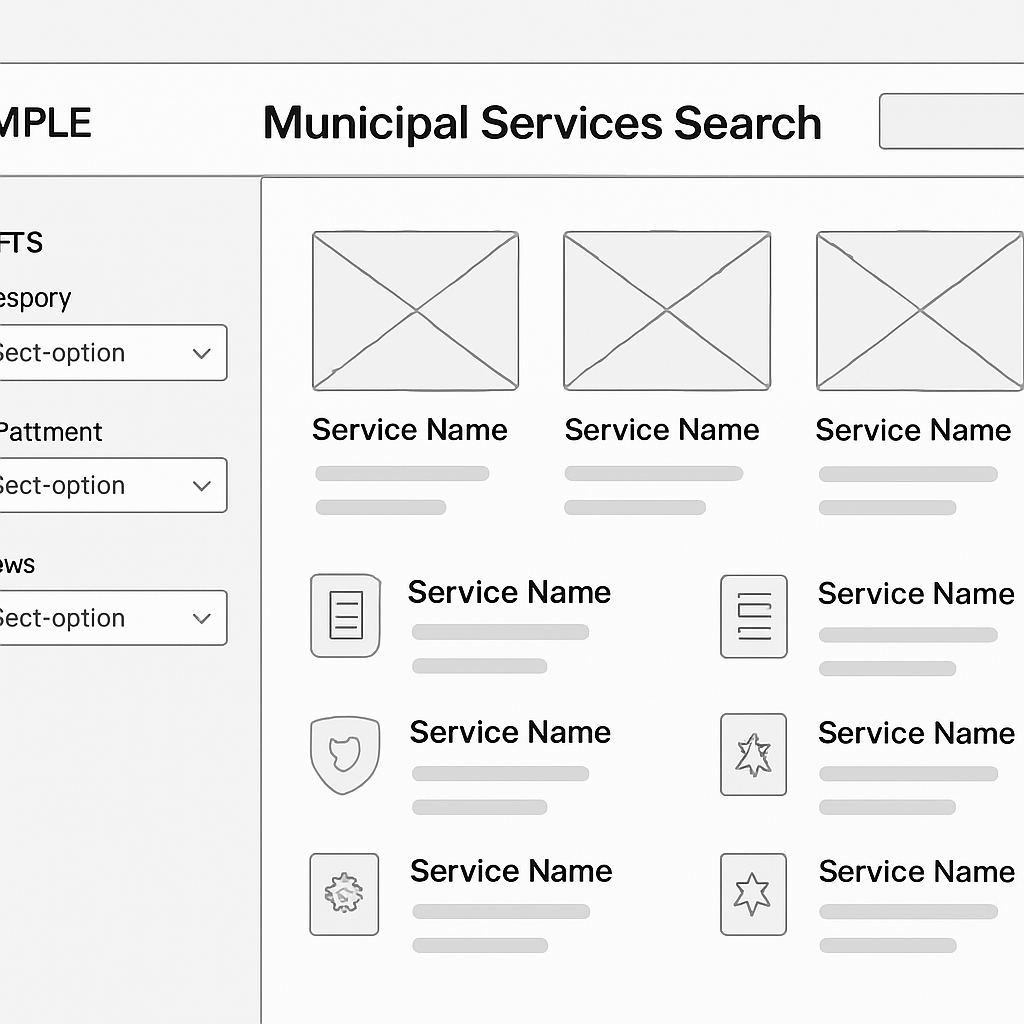 MPLE
Municipal Services Search
FTS
espory
Sect-option
Pattment
Sect-option
ews
Sect-option
Service Name
Service Name
Service Name
Service Name
Service Name
Service Name
Service Name
Service Name
Service Name